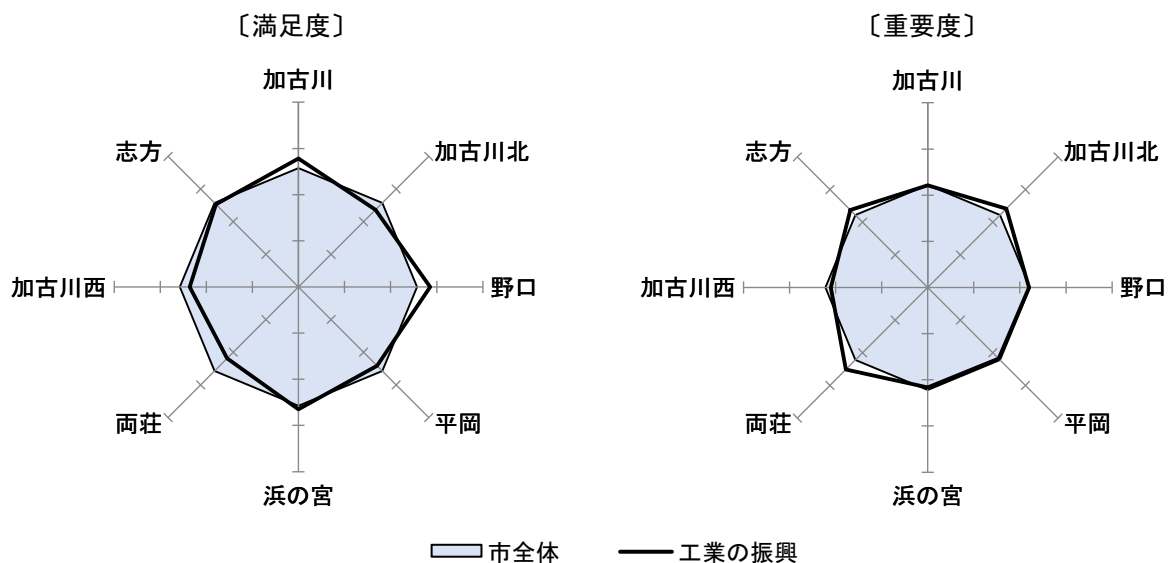 〔満足度〕
加古川
加古川北
野口
平岡
浜の宮
両荘
加古川西
志方
〔重要度〕
加古川
加古川北
野口
平岡
浜の宮
両荘
加古川西
志方
市全体
工業の振興